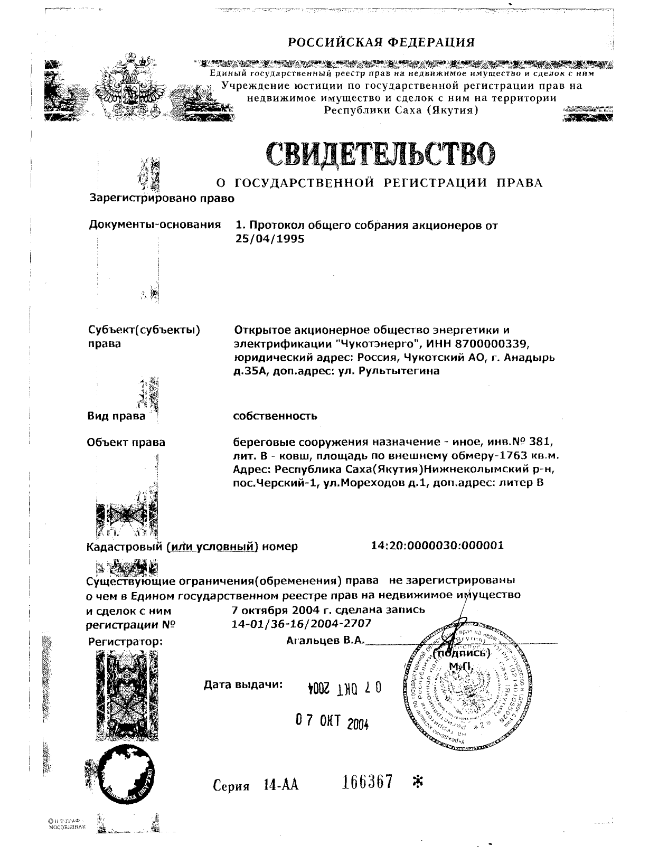 РОССИЙСКАЯ ФЕДЕРАЦИЯ
Единый государственный реестр прав на недвижимое имущество и сделок с ним
Учреждение юстиции по государственной регистрации прав на
недвижимое имущество и сделок с ним на территории
Республики Саха (Якутия)
СВИДЕТЕЛЬСТВО
О ГОСУДАРСТВЕННОЙ РЕГИСТРАЦИИ ПРАВА
Зарегистрировано право
Документы-основания 1. Протокол общего собрания акционеров от
25/04/1995
Субъект(субъекты) Открытое акционерное общество энергетики и
права электрификации "Чукотэнерго", ИНН 8700000339,
юридический адрес: Россия, Чукотский АО, г. Анадырь
д.35А, доп.адрес: ул. Рультытегина
Вид права собственность
Объект права береговые сооружения назначение - иное, инв.№ 381,
лит. В - ковш, площадь по внешнему обмеру-1763 кв.м.
Адрес: Республика Саха(Якутия)Нижнеколымский р-н,
пос.Черский-1, ул.Мореходов д.1, доп.адрес: литер В
Кадастровый (или условный) номер 14:20:0000030:000001
Существующие ограничения(обременения) права не зарегистрированы
о чем в Едином государственном реестре прав на недвижимое имущество
и сделок с ним 7 октября 2004 г. сделана запись
регистрации № 14-01/36-16/2004-2707
Регистратор: Агальцев В.А.
(подпись)
М.П.
Дата выдачи: 07 ОКТ 2004
07 ОКТ 2004
Серия 14-АА 166367 *